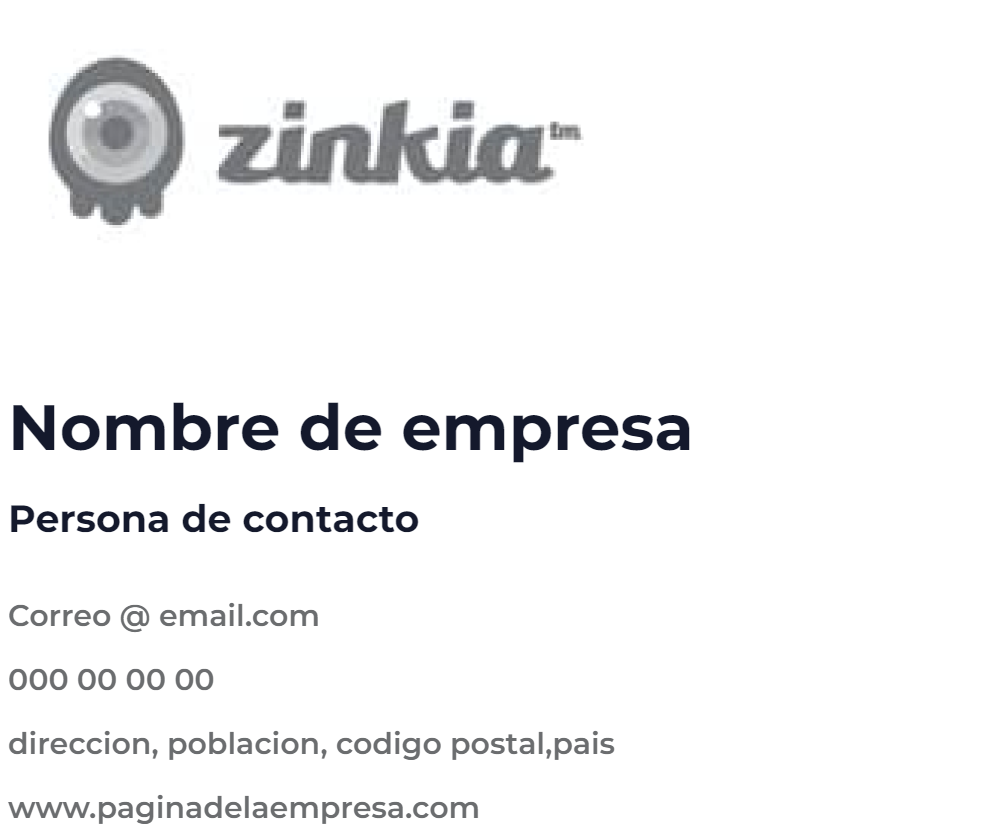 zinkia™
Nombre de empresa
Persona de contacto
Correo @ email.com
000 00 00 00
direccion, poblacion, codigo postal,pais
www.paginadelaempresa.com